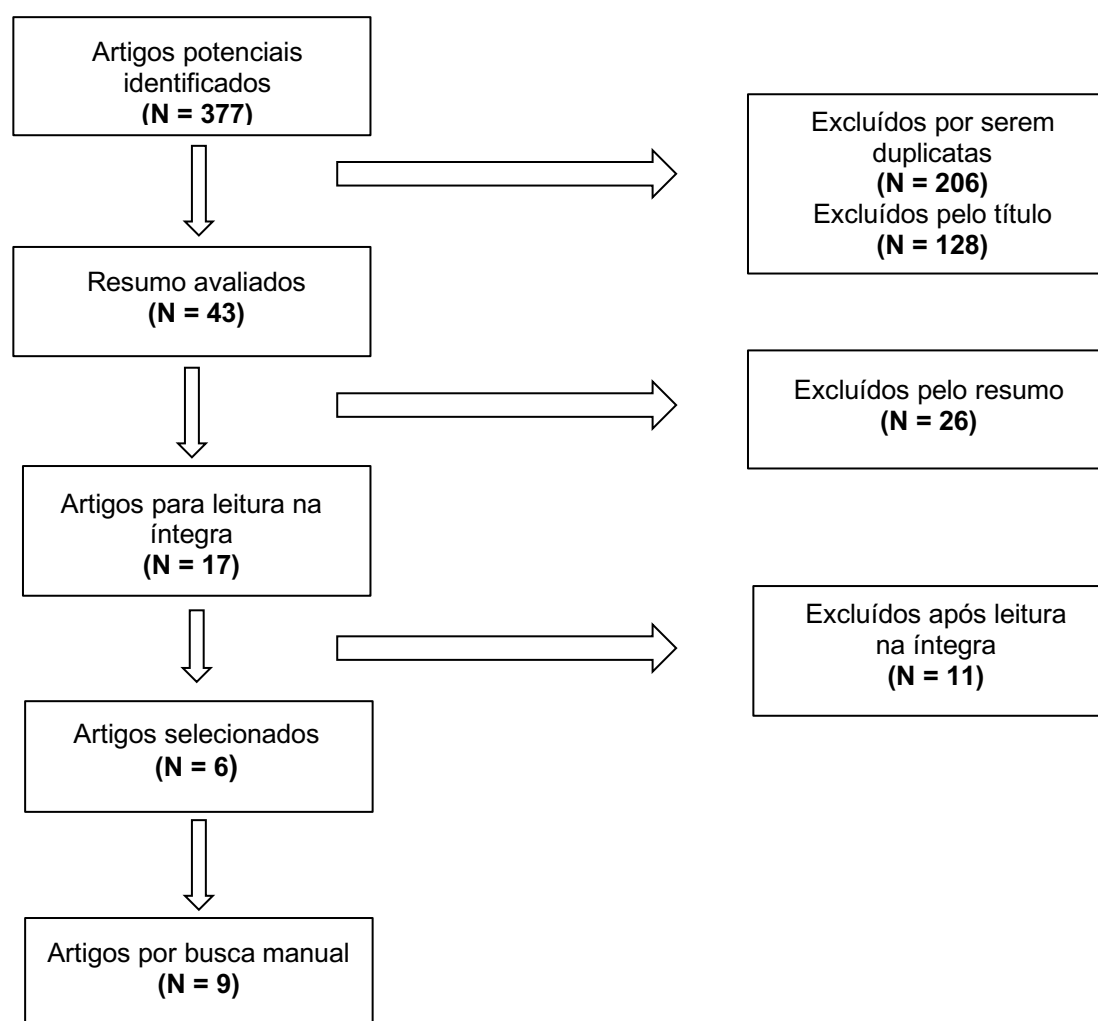 Artigos potenciais
identificados
(N = 377)
Excluídos por serem
duplicatas
(N = 206)
Excluídos pelo título
(N = 128)
Resumo avaliados
(N = 43)
Excluídos pelo resumo
(N = 26)
Artigos para leitura na
íntegra
(N = 17)
Excluídos após leitura
na íntegra
(N = 11)
Artigos selecionados
(N = 6)
Artigos por busca manual
(N = 9)